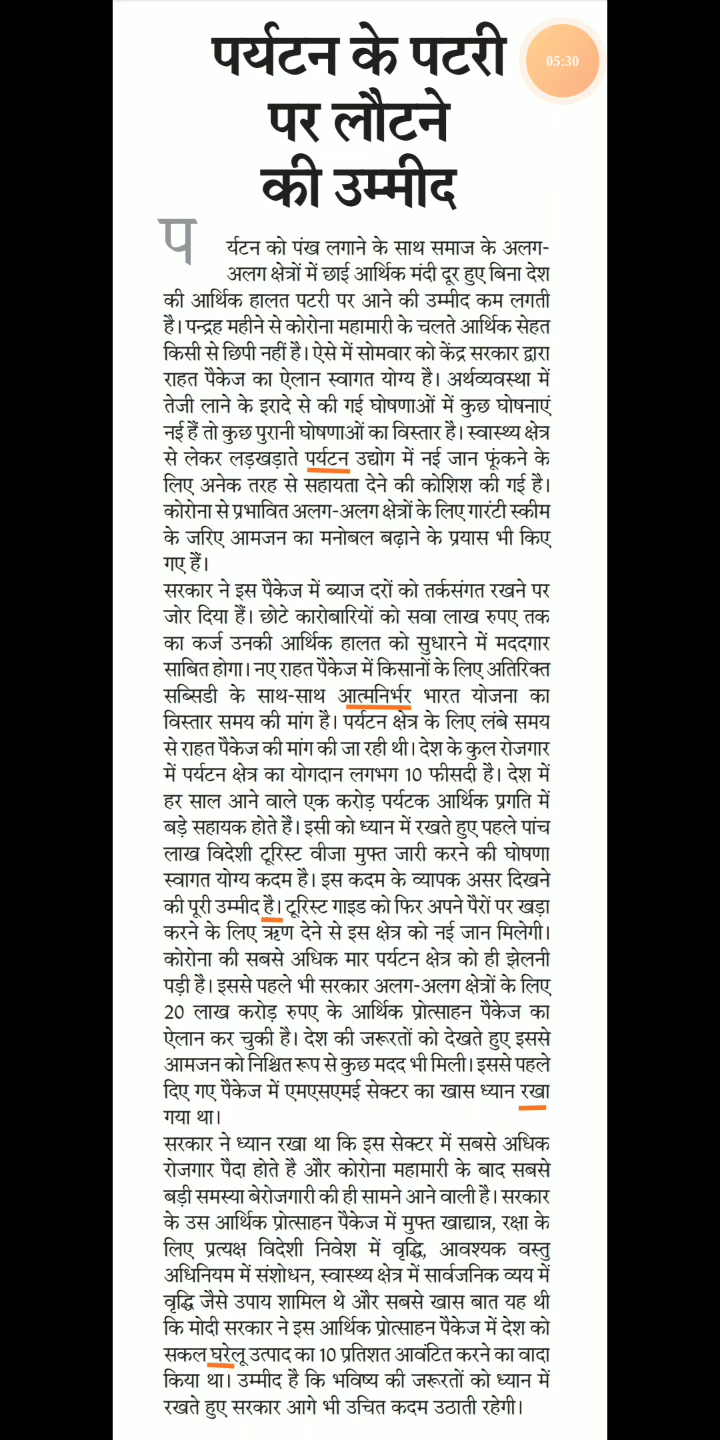 पर्यटन के पटरी
05:30
पर लौटने
की उम्मीद
पर्यटन को पंख लगाने के साथ समाज के अलग-
अलग क्षेत्रों में छाई आर्थिक मंदी दूर हुए बिना देश
की आर्थिक हालत पटरी पर आने की उम्मीद कम लगती
है। पन्द्रह महीने से कोरोना महामारी के चलते आर्थिक सेहत
किसी से छिपी नहीं है। ऐसे में सोमवार को केंद्र सरकार द्वारा
राहत पैकेज का ऐलान स्वागत योग्य है। अर्थव्यवस्था में
तेजी लाने के इरादे से की गई घोषणाओं में कुछ घोषनाएं
नई हैं तो कुछ पुरानी घोषणाओं का विस्तार है। स्वास्थ्य क्षेत्र
से लेकर लड़खड़ाते पर्यटन उद्योग में नई जान फूंकने के
लिए अनेक तरह से सहायता देने की कोशिश की गई है।
कोरोना से प्रभावित अलग-अलग क्षेत्रों के लिए गारंटी स्कीम
के जरिए आमजन का मनोबल बढ़ाने के प्रयास भी किए
गए हैं।
सरकार ने इस पैकेज में ब्याज दरों को तर्कसंगत रखने पर
जोर दिया हैं। छोटे कारोबारियों को सवा लाख रुपए तक
का कर्ज उनकी आर्थिक हालत को सुधारने में मददगार
साबित होगा। नए राहत पैकेज में किसानों के लिए अतिरिक्त
सब्सिडी के साथ-साथ आत्मनिर्भर भारत योजना का
विस्तार समय की मांग है। पर्यटन क्षेत्र के लिए लंबे समय
से राहत पैकेज की मांग की जा रही थी। देश के कुल रोजगार
में पर्यटन क्षेत्र का योगदान लगभग 10 फीसदी है। देश में
हर साल आने वाले एक करोड़ पर्यटक आर्थिक प्रगति में
बड़े सहायक होते हैं। इसी को ध्यान में रखते हुए पहले पांच
लाख विदेशी टूरिस्ट वीजा मुफ्त जारी करने की घोषणा
स्वागत योग्य कदम है। इस कदम के व्यापक असर दिखने
की पूरी उम्मीद है। टूरिस्ट गाइड को फिर अपने पैरों पर खड़ा
करने के लिए ऋण देने से इस क्षेत्र को नई जान मिलेगी।
कोरोना की सबसे अधिक मार पर्यटन क्षेत्र को ही झेलनी
पड़ी है। इससे पहले भी सरकार अलग-अलग क्षेत्रों के लिए
20 लाख करोड़ रुपए के आर्थिक प्रोत्साहन पैकेज का
ऐलान कर चुकी है। देश की जरूरतों को देखते हुए इससे
आमजन को निश्चित रूप से कुछ मदद भी मिली। इससे पहले
दिए गए पैकेज में एमएसएमई सेक्टर का खास ध्यान रखा
गया था।
सरकार ने ध्यान रखा था कि इस सेक्टर में सबसे अधिक
रोजगार पैदा होते है और कोरोना महामारी के बाद सबसे
बड़ी समस्या बेरोजगारी की ही सामने आने वाली है। सरकार
के उस आर्थिक प्रोत्साहन पैकेज में मुफ्त खाद्यान्न, रक्षा के
लिए प्रत्यक्ष विदेशी निवेश में वृद्धि, आवश्यक वस्तु
अधिनियम में संशोधन, स्वास्थ्य क्षेत्र में सार्वजनिक व्यय में
वृद्धि जैसे उपाय शामिल थे और सबसे खास बात यह थी
कि मोदी सरकार ने इस आर्थिक प्रोत्साहन पैकेज में देश को
सकल घरेलू उत्पाद का 10 प्रतिशत आवंटित करने का वादा
किया था। उम्मीद है कि भविष्य की जरूरतों को ध्यान में
रखते हुए सरकार आगे भी उचित कदम उठाती रहेगी।